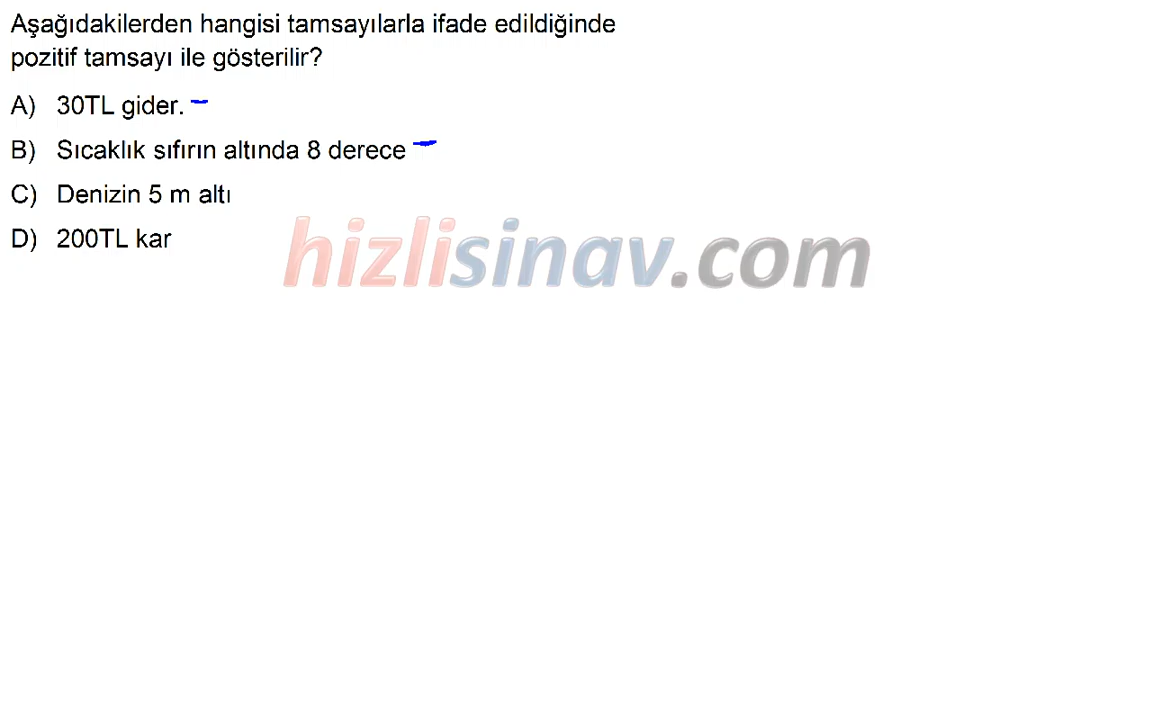 Aşağıdakilerden hangisi tamsayılarla ifade edildiğinde
pozitif tamsayı ile gösterilir?
A) 30TL gider. -
B) Sıcaklık sıfırın altında 8 derece -
C) Denizin 5 m altı
D) 200TL kar
hizlisinav.com